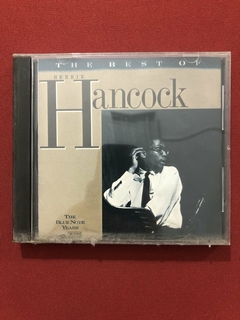 THE BEST OF
HERBIE
Hancock
THE
BLUE NOTE
YEARS